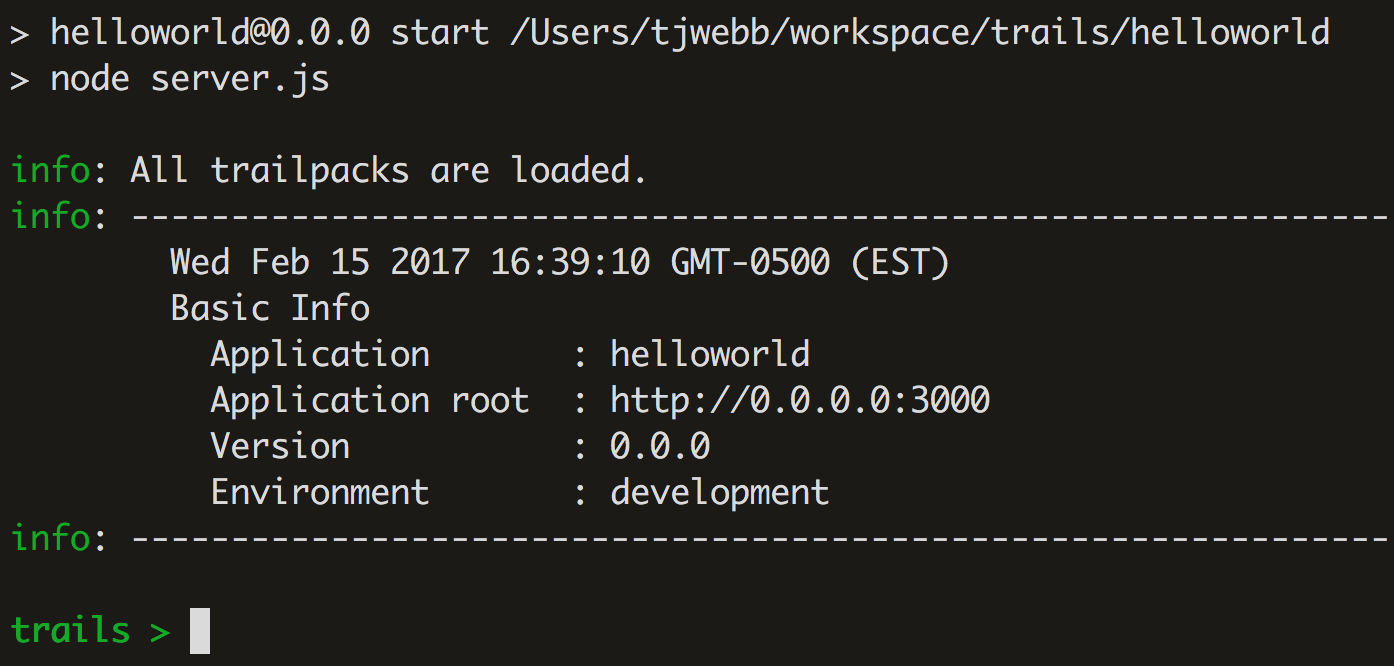 > helloworld@0.0.0 start /Users/tjwebb/workspace/trails/helloworld
> node server.js
info: All trailpacks are loaded.
info: ---------------------------------------------------------------
Wed Feb 15 2017 16:39:10 GMT-0500 (EST)
Basic Info
Application : helloworld
Application root : http://0.0.0.0:3000
Version : 0.0.0
Environment : development
info: ---------------------------------------------------------------
trails >